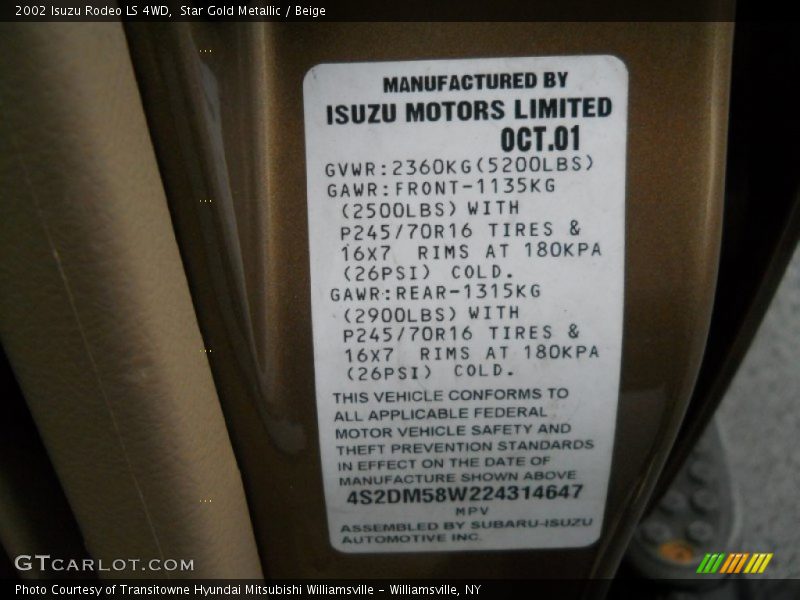 2002 Isuzu Rodeo LS 4WD,  Star Gold Metallic / Beige
MANUFACTURED BY
ISUZU MOTORS LIMITED
OCT.01
GVWR:2360KG(5200LBS)
GAWR:FRONT-1135KG
(2500LBS) WITH
P245/70R16 TIRES &
16X7 RIMS AT 180KPA
(26PSI) COLD.
GAWR:REAR-1315KG
(2900LBS) WITH
P245/70R16 TIRES &
16X7 RIMS AT 180KPA
(26PSI) COLD.
THIS VEHICLE CONFORMS TO
ALL APPLICABLE FEDERAL
MOTOR VEHICLE SAFETY AND
THEFT PREVENTION STANDARDS
IN EFFECT ON THE DATE OF
MANUFACTURE SHOWN ABOVE
4S2DM58W224314647
MPV
ASSEMBLED BY SUBARU-ISUZU
AUTOMOTIVE INC.
GTCARLOT.COM
Photo Courtesy of Transitowne Hyundai Mitsubishi Williamsville - Williamsville, NY